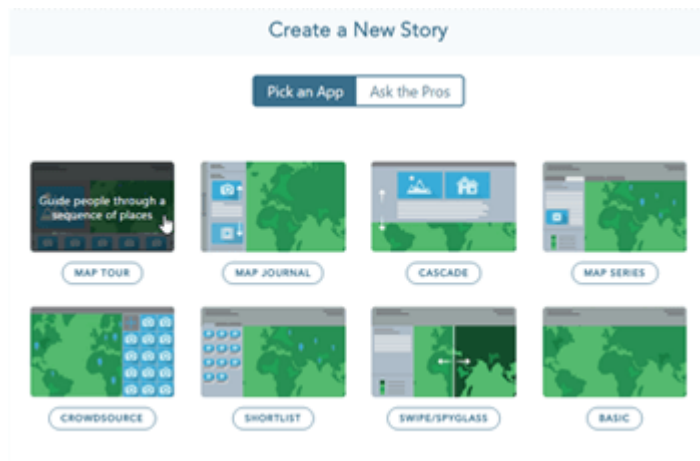 Create a New Story
Pick an App
Ask the Pros
Guide people through a
sequence of places
MAP TOUR
MAP JOURNAL
CASCADE
MAP SERIES
CROWDSOURCE
SHORTLIST
SWIPE/SPYGLASS
BASIC